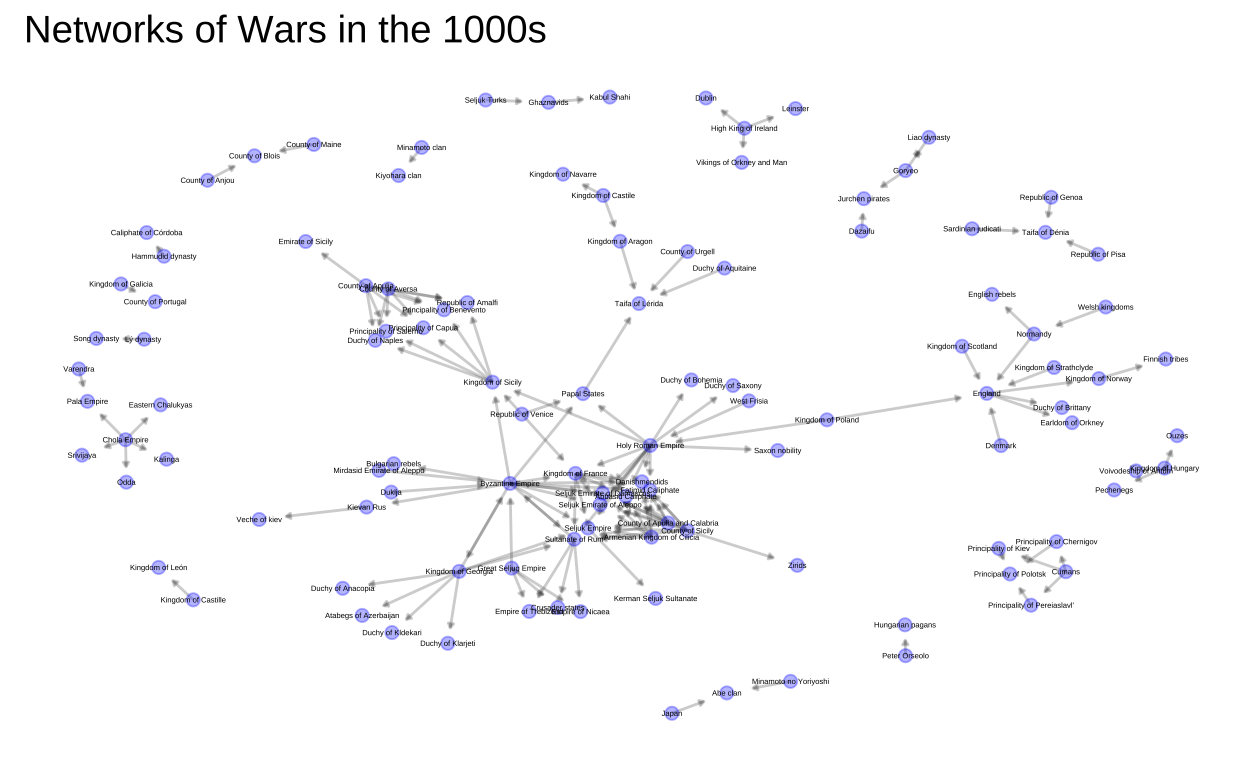 Networks of Wars in the 1000s
Seljuk Turks
Ghaznavids
Kabul Shahi
Dublin
Leinster
High King of Ireland
Vikings of Orkney and Man
Liao dynasty
Goryeo
Jurchen pirates
Dazaifu
County of Maine
County of Blois
County of Anjou
Minamoto clan
Kiyohara clan
Kingdom of Navarre
Kingdom of Castile
Kingdom of Aragon
County of Urgell
Duchy of Aquitaine
Taifa of Lérida
Republic of Genoa
Sardinian judicati
Taifa of Dénia
Republic of Pisa
Caliphate of Córdoba
Hammudid dynasty
Kingdom of Galicia
County of Portugal
Song dynasty
Lý dynasty
Emirate of Sicily
County of Apulia
County of Aversa
Republic of Amalfi
Principality of Benevento
Principality of Salerno
Principality of Capua
Duchy of Naples
English rebels
Welsh kingdoms
Normandy
Kingdom of Scotland
Kingdom of Strathclyde
Kingdom of Norway
Finnish tribes
England
Duchy of Brittany
Earldom of Orkney
Denmark
Varendra
Pala Empire
Eastern Chalukyas
Chola Empire
Srivijaya
Kalinga
Odda
Kingdom of Sicily
Papal States
Republic of Venice
Duchy of Bohemia
Duchy of Saxony
West Frisia
Kingdom of Poland
Holy Roman Empire
Saxon nobility
Bulgarian rebels
Mirdasid Emirate of Aleppo
Duklja
Kievan Rus
Veche of kiev
Byzantine Empire
Kingdom of France
Danishmendids
Seljuk Emirate of Damascus
Fatimid Caliphate
Abbasid Caliphate
Seljuk Emirate of Aleppo
County of Apulia and Calabria
County of Sicily
Seljuk Empire
Sultanate of Rum
Armenian Kingdom of Cilicia
Ouzes
Kingdom of Hungary
Pechenegs
Kingdom of León
Kingdom of Castille
Kingdom of Georgia
Great Seljuq Empire
Duchy of Anacopia
Atabegs of Azerbaijan
Duchy of Kldekari
Duchy of Klarjeti
Crusader states
Empire of Nicaea
Kerman Seljuk Sultanate
Zirids
Principality of Chernigov
Principality of Kiev
Principality of Polotsk
Cumans
Principality of Pereiaslavl'
Hungarian pagans
Peter Orseolo
Minamoto no Yoriyoshi
Abe clan
Japan